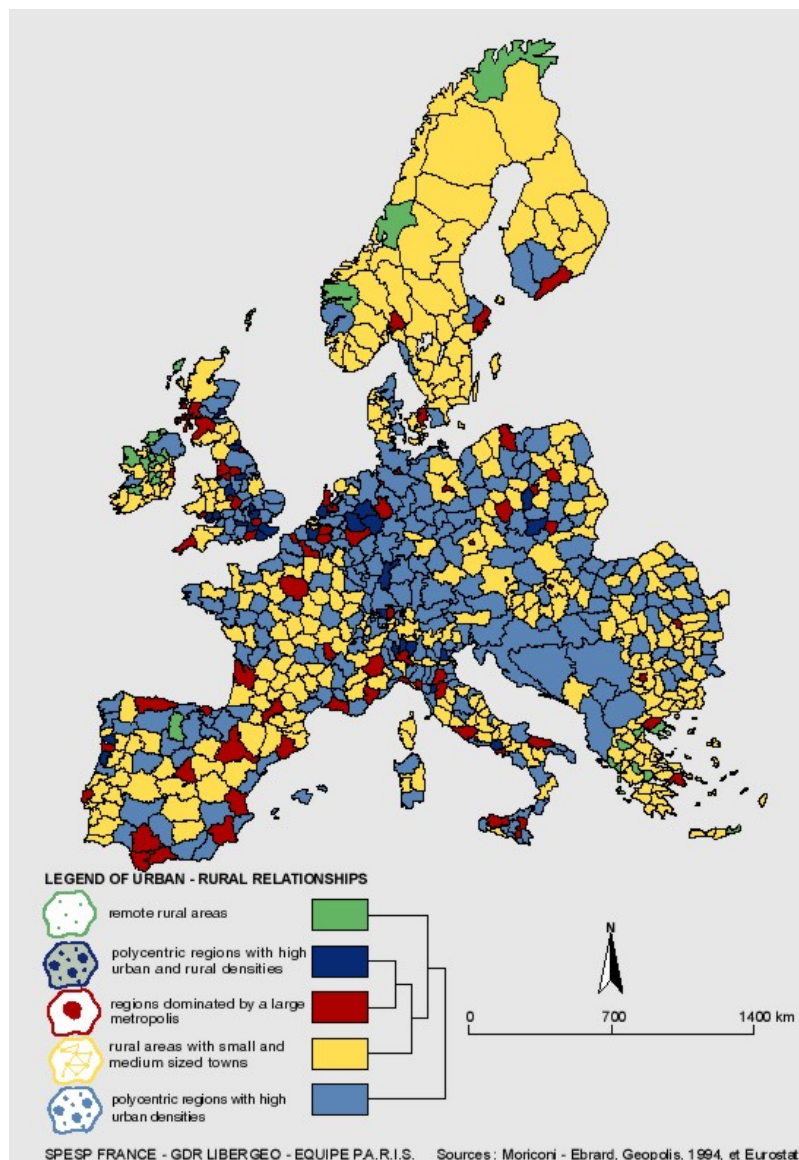 LEGEND OF URBAN - RURAL RELATIONSHIPS
remote rural areas
polycentric regions with high
urban and rural densities
regions dominated by a large
metropolis
rural areas with small and
medium sized towns
polycentric regions with high
urban densities
N
0 700 1400 km
SPESP FRANCE - GDR LIBERGEO - EQUIPE P.A.R.I.S. Sources : Moriconi - Ebrard, Geopolis, 1994, et Eurostat